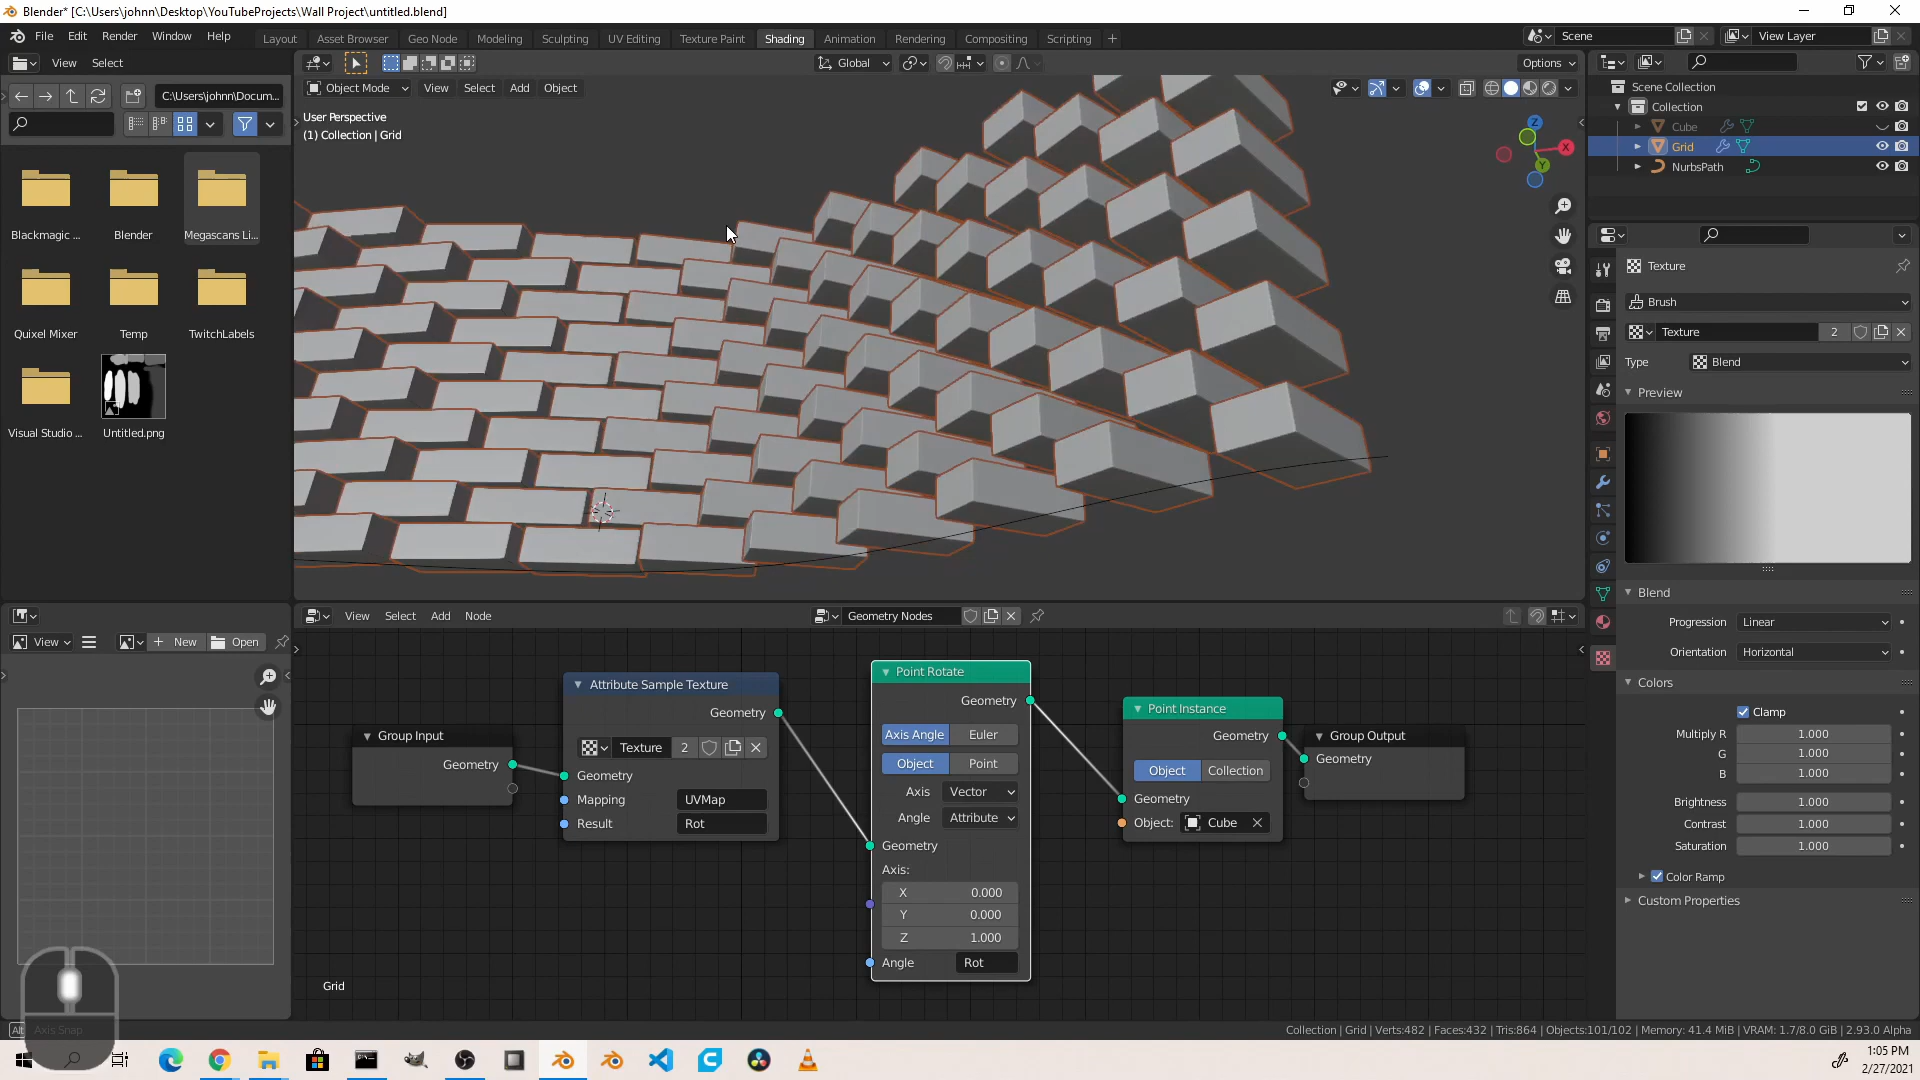 Blender* [C:\Users\johnn\Desktop\YouTubeProjects\Wall Project\untitled.blend]
File Edit Render Window Help
Layout Asset Browser Geo Node Modeling Sculpting UV Editing Texture Paint Shading Animation Rendering Compositing Scripting
Scene
View Layer
View Select
Global
Options
C:\Users\johnn\Docum...
Object Mode View Select Add Object
User Perspective
(1) Collection | Grid
Z
X
Y
Blackmagic ...
Blender
Megascans Li...
Quixel Mixer
Temp
TwitchLabels
Visual Studio ...
Untitled.png
Scene Collection
Collection
Cube
Grid
NurbsPath
Texture
Brush
Texture 2
Type Blend
Preview
Blend
Progression Linear
Orientation Horizontal
Colors
Clamp
Multiply R 1.000
G 1.000
B 1.000
Brightness 1.000
Contrast 1.000
Saturation 1.000
Color Ramp
Custom Properties
View Select Add Node
Geometry Nodes
View
New
Open
Group Input
Geometry
Attribute Sample Texture
Geometry
Texture 2
Geometry
Mapping UVMap
Result Rot
Point Rotate
Geometry
Axis Angle Euler
Object Point
Axis Vector
Angle Attribute
Geometry
Axis:
X 0.000
Y 0.000
Z 1.000
Angle Rot
Point Instance
Geometry
Object Collection
Geometry
Object: Cube
Group Output
Geometry
Grid
Alt Axis Snap
Collection | Grid | Verts:482 | Faces:432 | Tris:864 | Objects:101/102 | Memory: 41.4 MiB | VRAM: 1.7/8.0 GiB | 2.93.0 Alpha
1:05 PM
2/27/2021